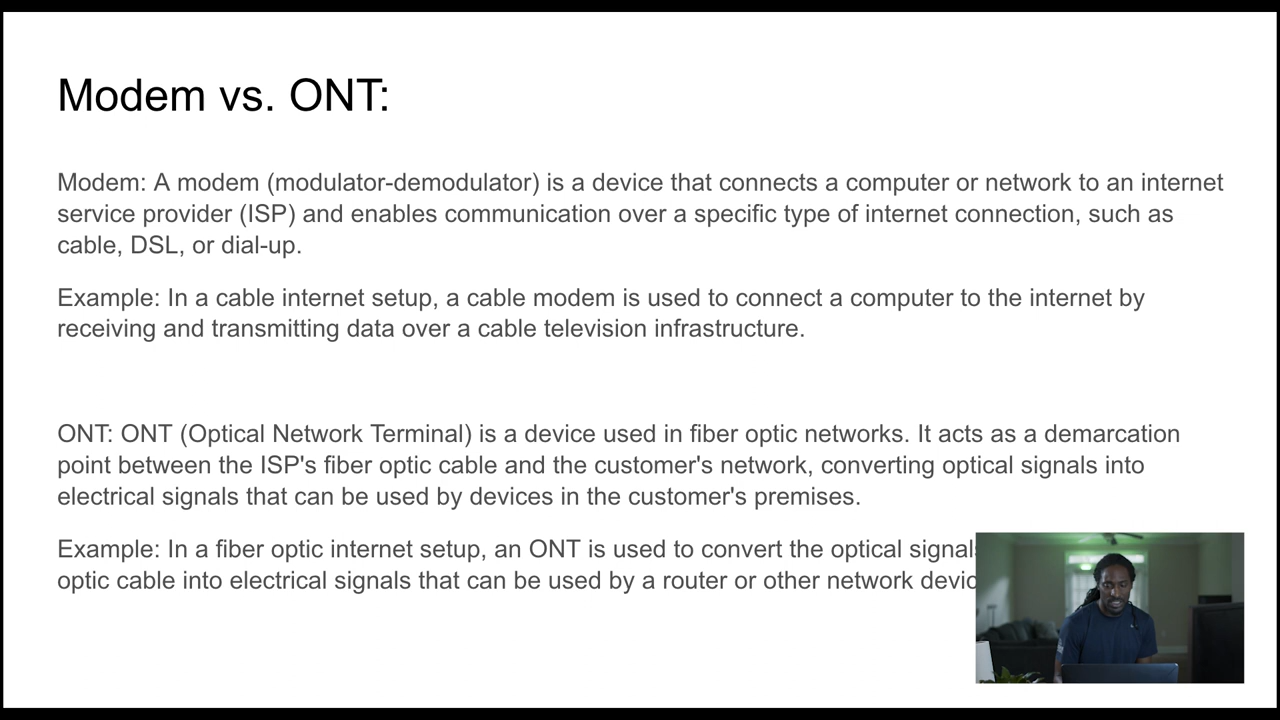 Modem vs. ONT:
Modem: A modem (modulator-demodulator) is a device that connects a computer or network to an internet
service provider (ISP) and enables communication over a specific type of internet connection, such as
cable, DSL, or dial-up.
Example: In a cable internet setup, a cable modem is used to connect a computer to the internet by
receiving and transmitting data over a cable television infrastructure.
ONT: ONT (Optical Network Terminal) is a device used in fiber optic networks. It acts as a demarcation
point between the ISP's fiber optic cable and the customer's network, converting optical signals into
electrical signals that can be used by devices in the customer's premises.
Example: In a fiber optic internet setup, an ONT is used to convert the optical signals
optic cable into electrical signals that can be used by a router or other network